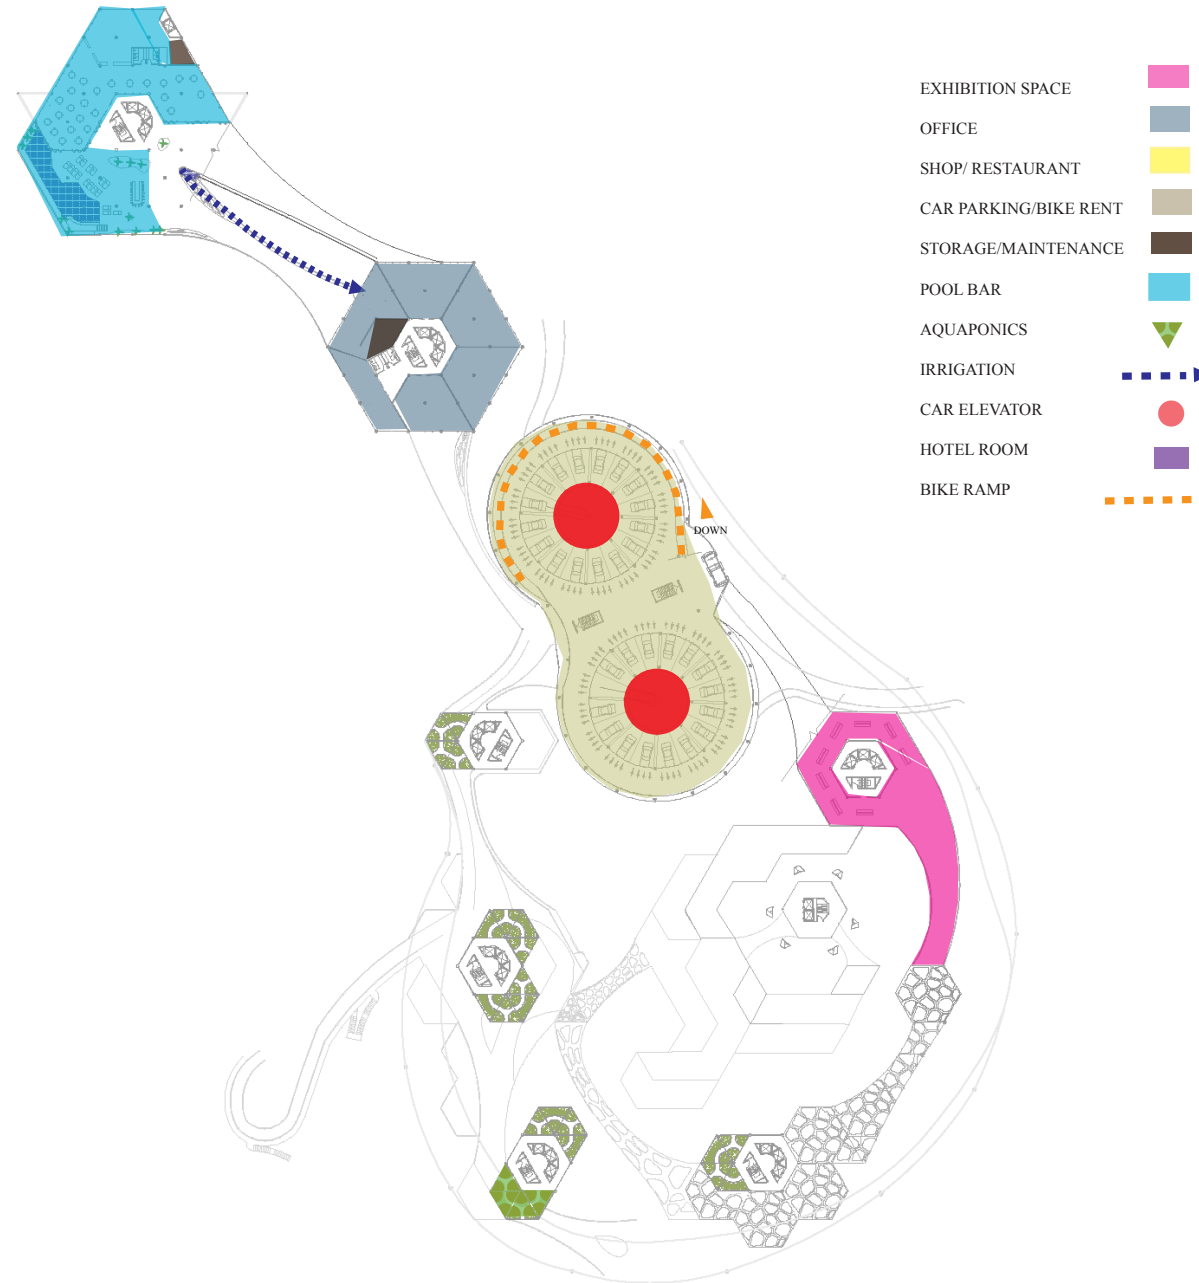 EXHIBITION SPACE
OFFICE
SHOP/ RESTAURANT
CAR PARKING/BIKE RENT
STORAGE/MAINTENANCE
POOL BAR
AQUAPONICS
IRRIGATION
CAR ELEVATOR
HOTEL ROOM
BIKE RAMP
DOWN